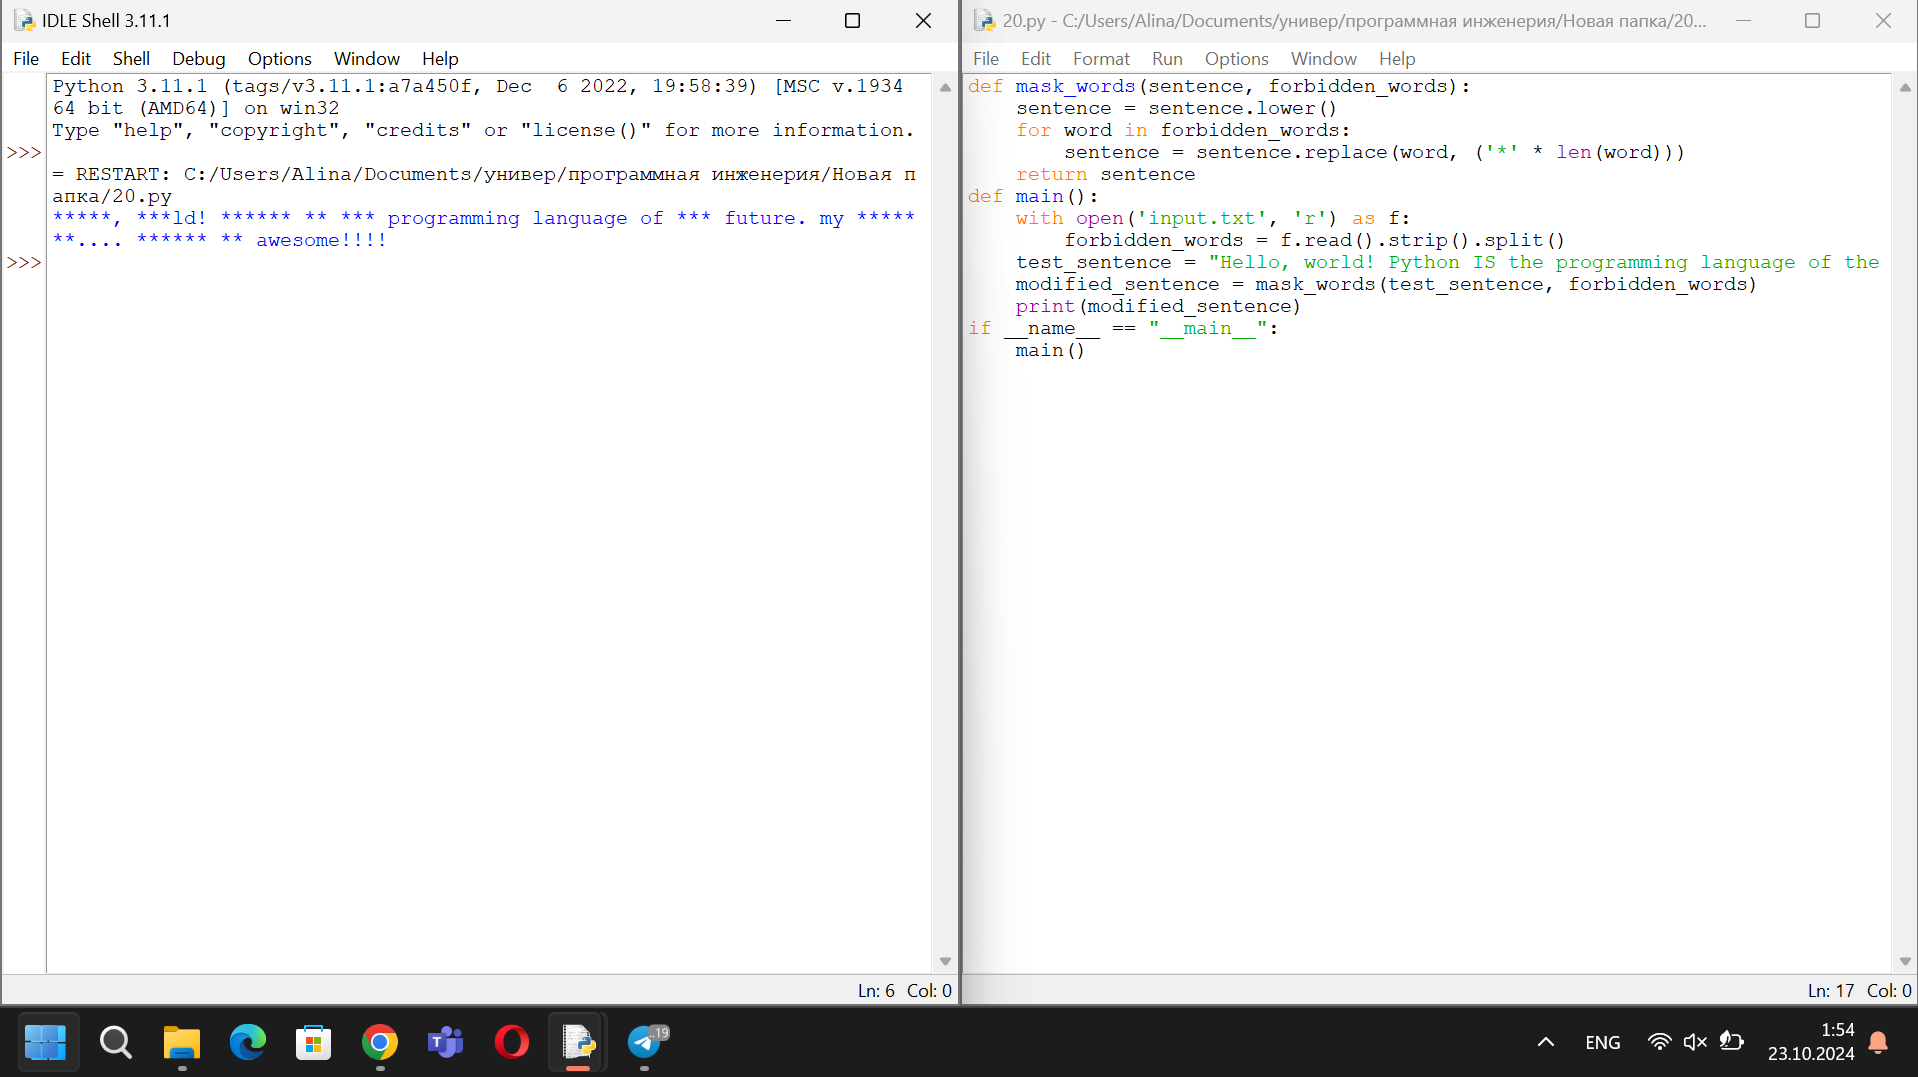 IDLE Shell 3.11.1
File Edit Shell Debug Options Window Help
Python 3.11.1 (tags/v3.11.1:a7a450f, Dec  6 2022, 19:58:39) [MSC v.1934
64 bit (AMD64)] on win32
Type "help", "copyright", "credits" or "license()" for more information.
>>>
= RESTART: C:/Users/Alina/Documents/универ/программная инженерия/Новая п
апка/20.py
*****, ***ld! ****** ** *** programming language of *** future. my *****
**.... ****** ** awesome!!!!
>>>
Ln: 6 Col: 0
20.py - C:/Users/Alina/Documents/универ/программная инженерия/Новая папка/20...
File Edit Format Run Options Window Help
def mask_words(sentence, forbidden_words):
    sentence = sentence.lower()
    for word in forbidden_words:
        sentence = sentence.replace(word, ('*' * len(word)))
    return sentence
def main():
    with open('input.txt', 'r') as f:
        forbidden_words = f.read().strip().split()
    test_sentence = "Hello, world! Python IS the programming language of the
    modified_sentence = mask_words(test_sentence, forbidden_words)
    print(modified_sentence)
if __name__ == "__main__":
    main()
Ln: 17 Col: 0
..19
ENG
1:54
23.10.2024